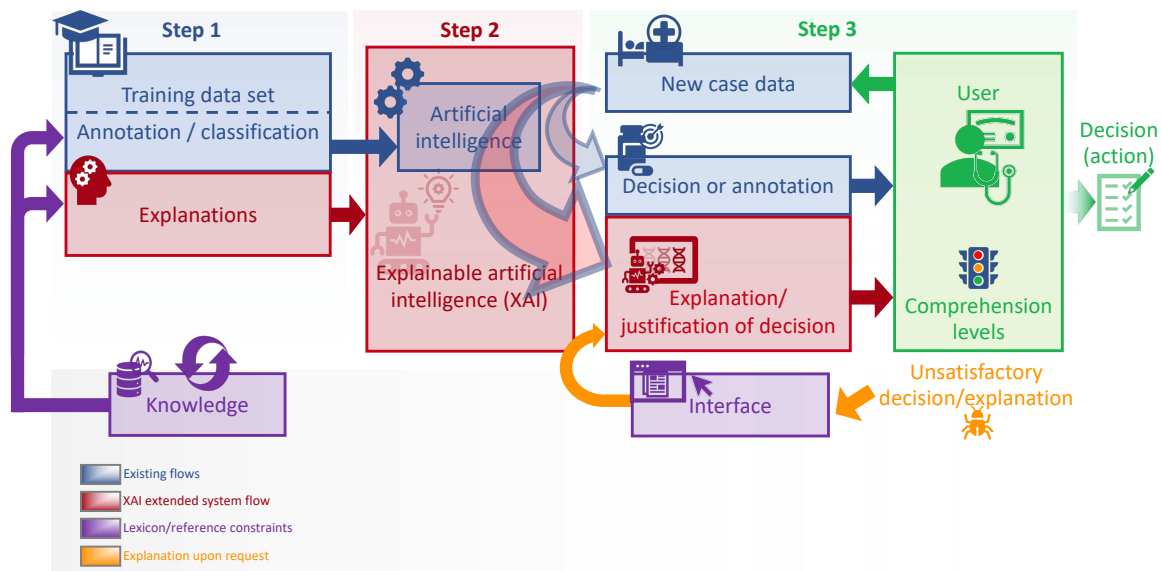 Step 1
Training data set
Annotation / classification
Explanations
Knowledge
Step 2
Artificial
intelligence
Explainable artificial
intelligence (XAI)
Step 3
New case data
Decision or annotation
Explanation/
justification of decision
Interface
User
Comprehension
levels
Decision
(action)
Unsatisfactory
decision/explanation
Existing flows
XAI extended system flow
Lexicon/reference constraints
Explanation upon request